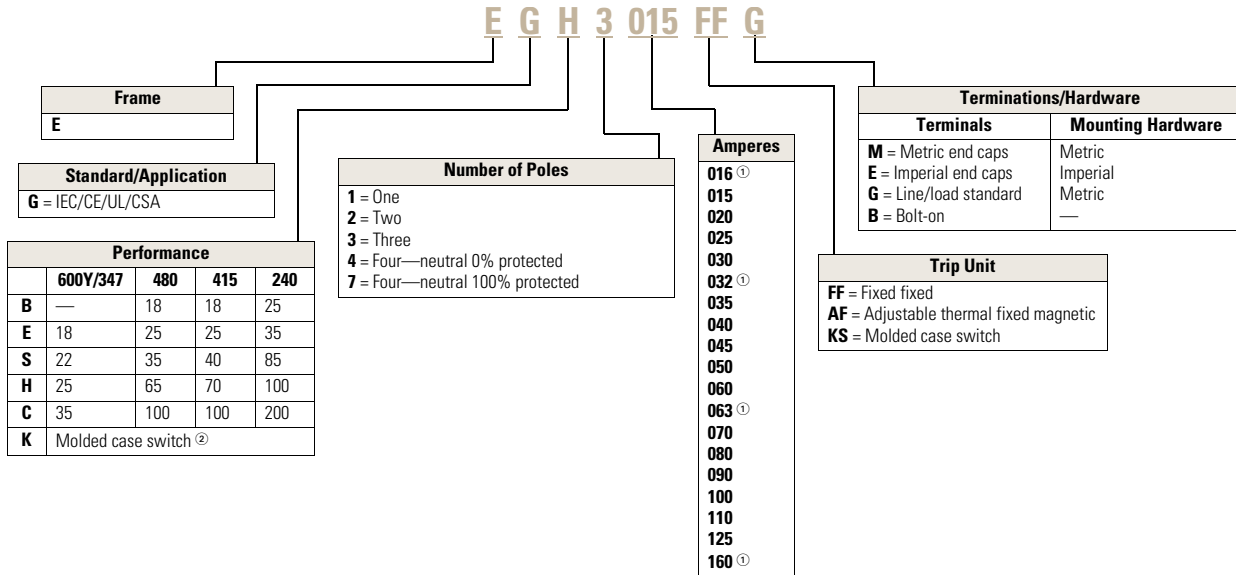 E G H 3 015 FF G
Frame
E
Standard/Application
G = IEC/CE/UL/CSA
Performance
600Y/347 480 415 240
B — 18 18 25
E 18 25 25 35
S 22 35 40 85
H 25 65 70 100
C 35 100 100 200
K Molded case switch ②
Number of Poles
1 = One
2 = Two
3 = Three
4 = Four—neutral 0% protected
7 = Four—neutral 100% protected
Amperes
016 ①
015
020
025
030
032 ①
035
040
045
050
060
063 ①
070
080
090
100
110
125
160 ①
Trip Unit
FF = Fixed fixed
AF = Adjustable thermal fixed magnetic
KS = Molded case switch
Terminations/Hardware
Terminals Mounting Hardware
M = Metric end caps Metric
E = Imperial end caps Imperial
G = Line/load standard Metric
B = Bolt-on —